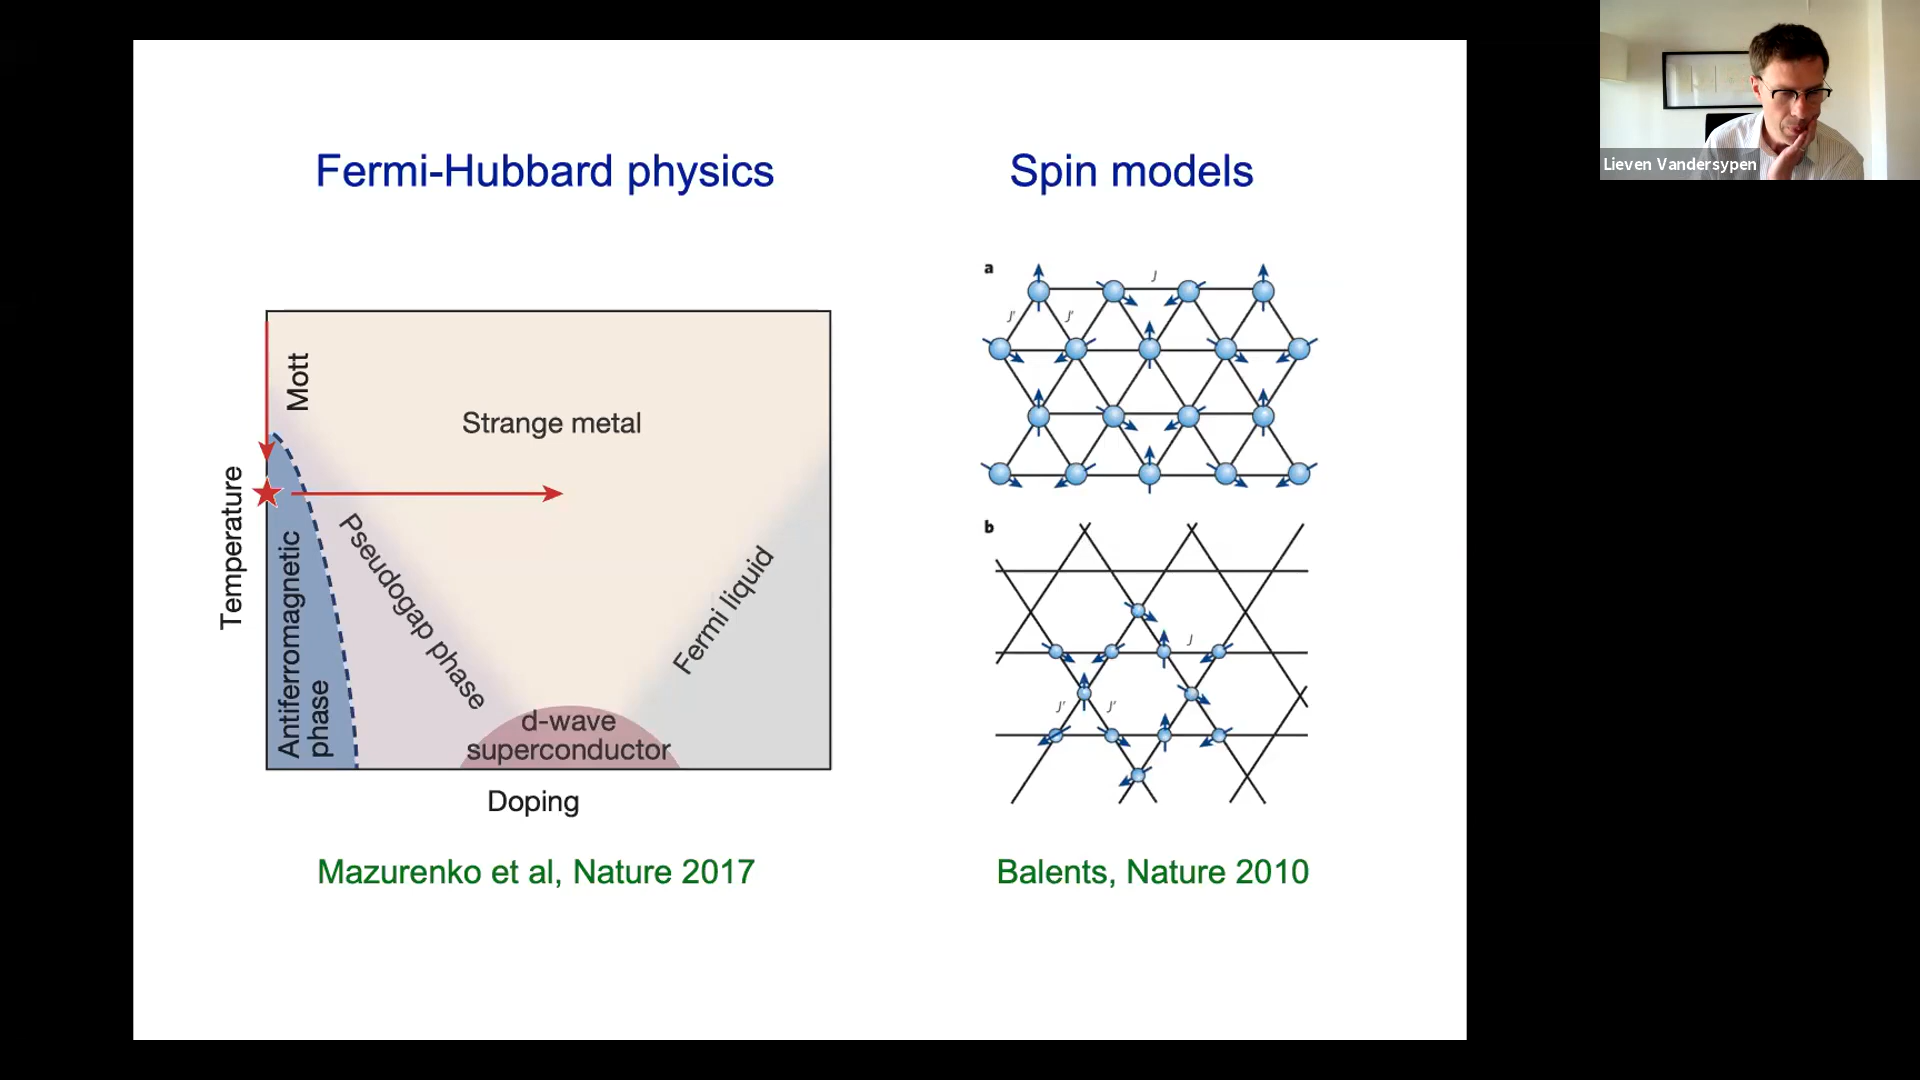 Fermi-Hubbard physics
Spin models
Mott
Strange metal
Temperature
Antiferromagnetic
phase
Pseudogap phase
Fermi liquid
d-wave
superconductor
Doping
a
J
J'
J'
b
J
J'
J'
Mazurenko et al, Nature 2017
Balents, Nature 2010
Lieven Vandersypen